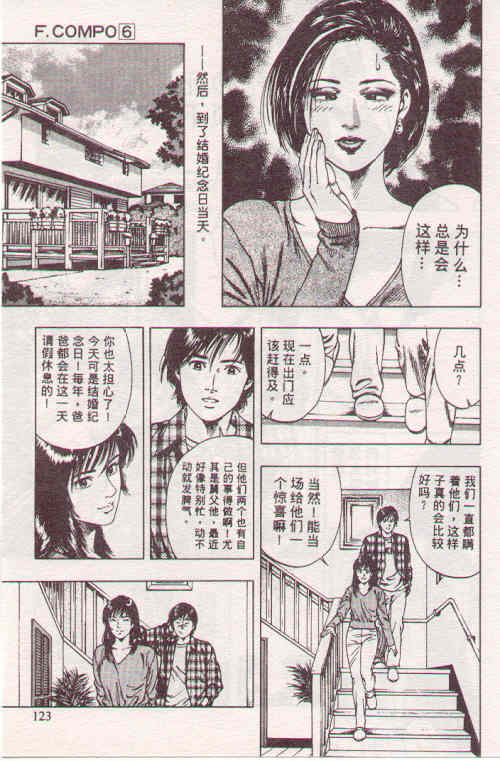 F. COMPO 6
为什么…
总是会
这样…
——然后，到了结婚纪念日当天。
几点？
一点。
现在出门应
该赶得及。
但他们两个也有自
己的事得做啊！尤
其是舅父他，最近
好像特别忙，动不
动就发脾气。
你也太担心了！
今天可是结婚纪
念日！每年，爸
爸都会在这一天
请假休息的！
我们一直都瞒
着他们，这样
子真的会比较
好吗？
当然！能当
场给他们一
个惊喜嘛！
123